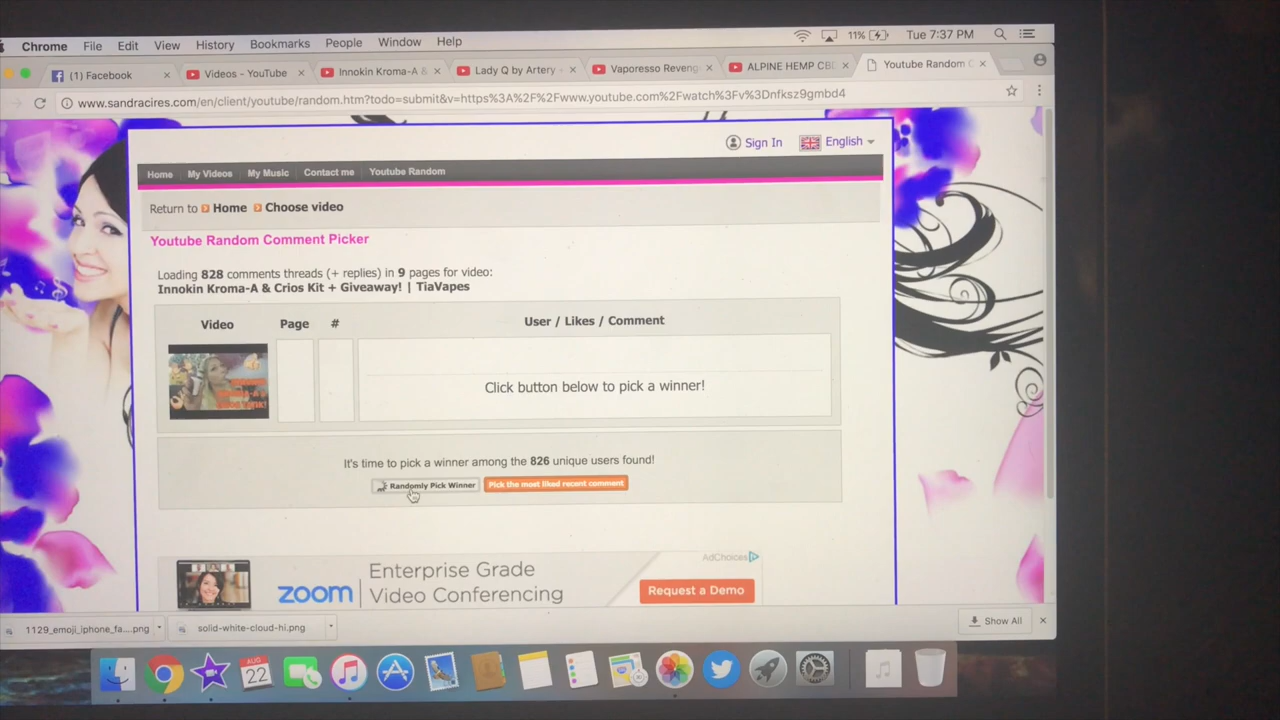 Chrome File Edit View History Bookmarks People Window Help 11% Tue 7:37 PM
(1) Facebook Videos - YouTube Innokin Kroma-A & Lady Q by Artery - Vaporesso Reveng ALPINE HEMP CBD Youtube Random C
www.sandracires.com/en/client/youtube/random.htm?todo=submit&v=https%3A%2F%2Fwww.youtube.com%2Fwatch%3Fv%3Dnfksz9gmbd4
Sign In English
Home My Videos My Music Contact me Youtube Random
Return to Home Choose video
Youtube Random Comment Picker
Loading 828 comments threads (+ replies) in 9 pages for video:
Innokin Kroma-A & Crios Kit + Giveaway! | TiaVapes
Video Page # User / Likes / Comment
Click button below to pick a winner!
It's time to pick a winner among the 826 unique users found!
Randomly Pick Winner Pick the most liked recent comment
AdChoices
zoom
Enterprise Grade
Video Conferencing
Request a Demo
1129_emoji_iphone_fa....png solid-white-cloud-hi.png Show All
AUG
22